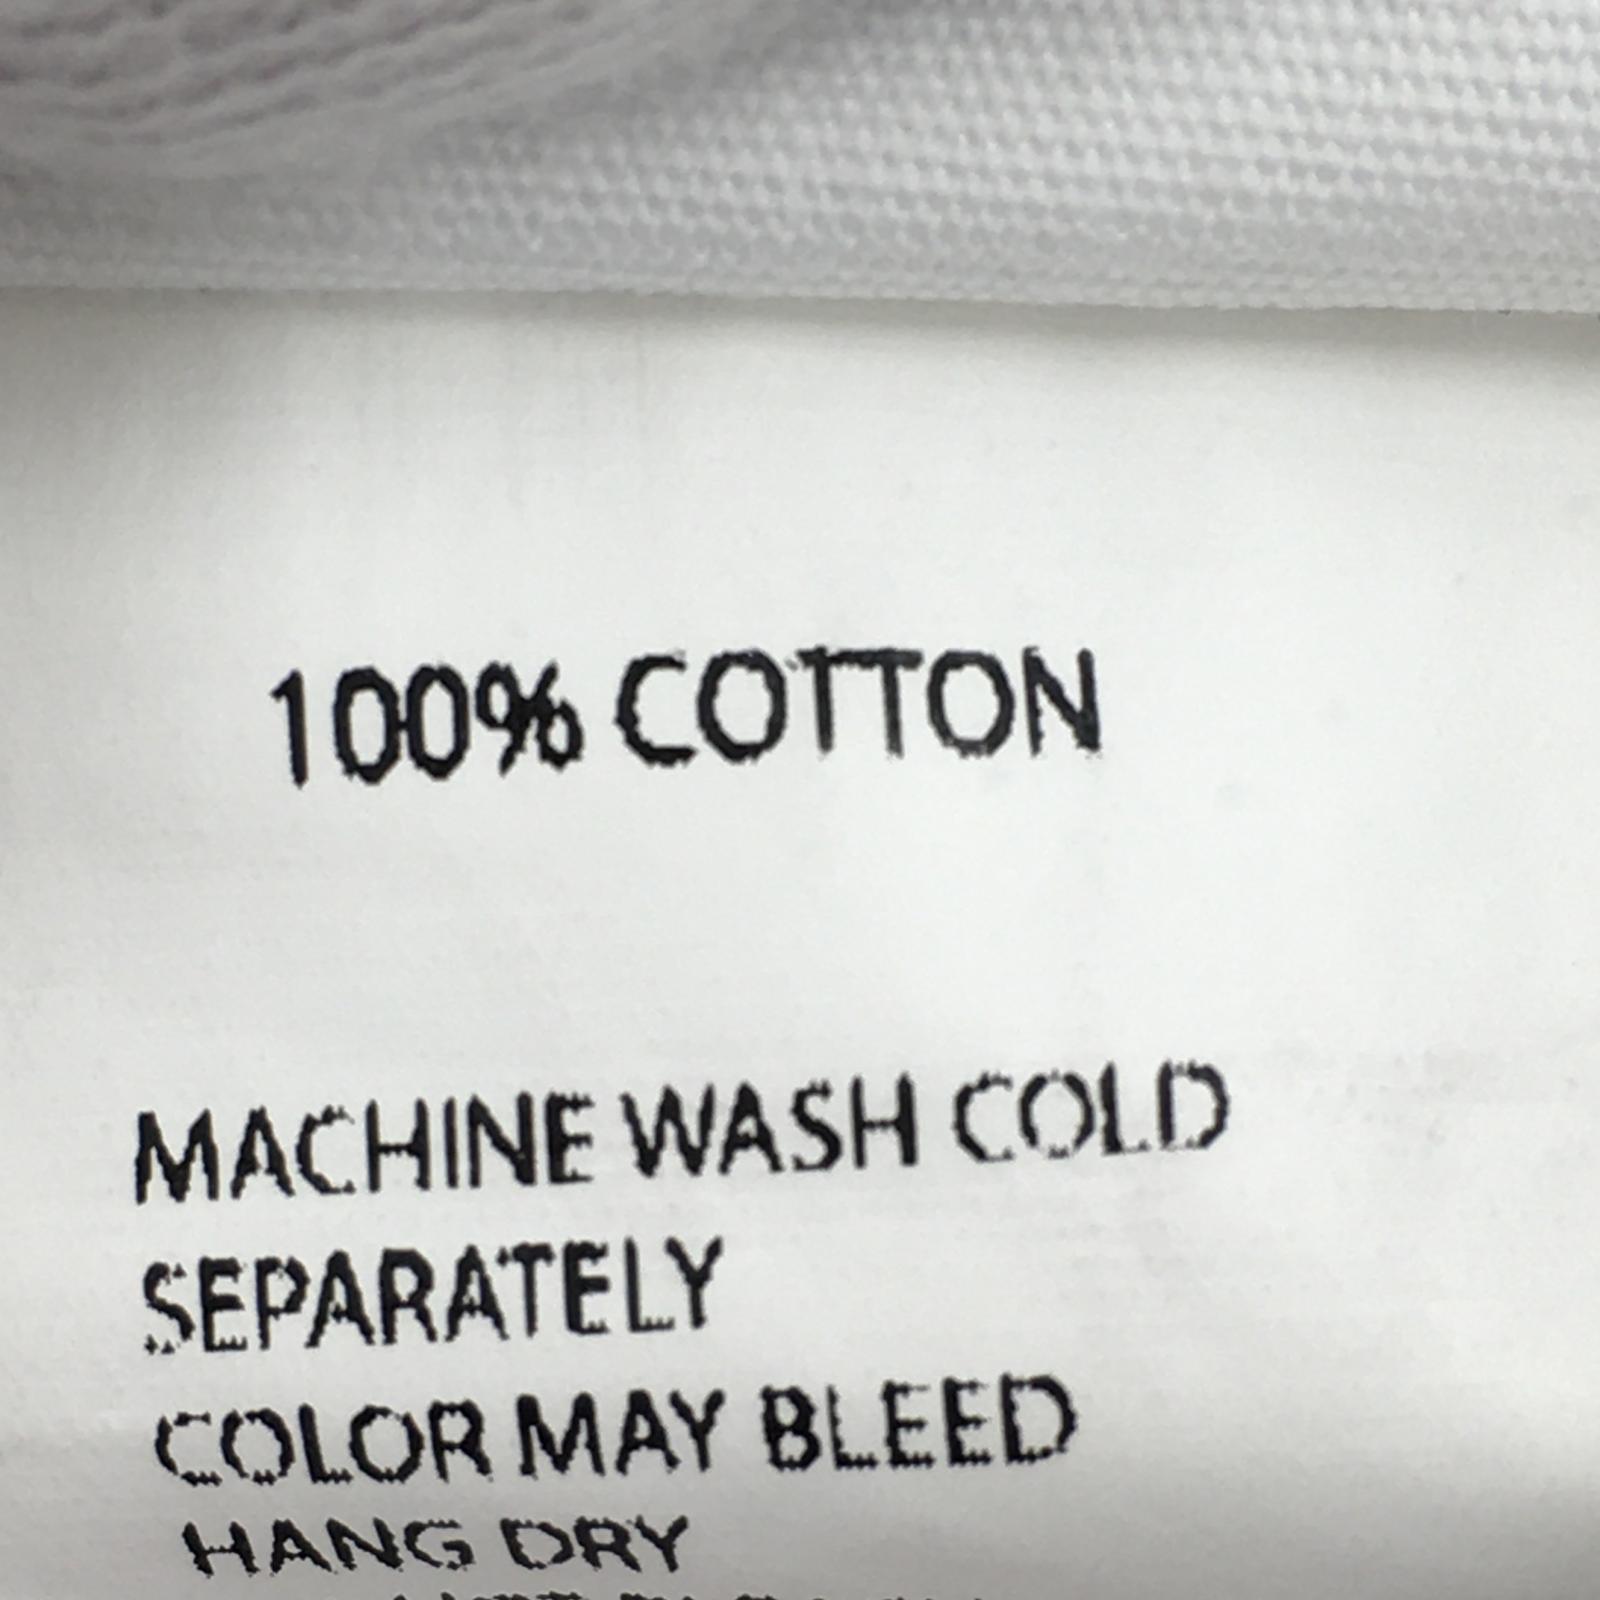 100% COTTON
MACHINE WASH COLD
SEPARATELY
COLOR MAY BLEED
HANG DRY